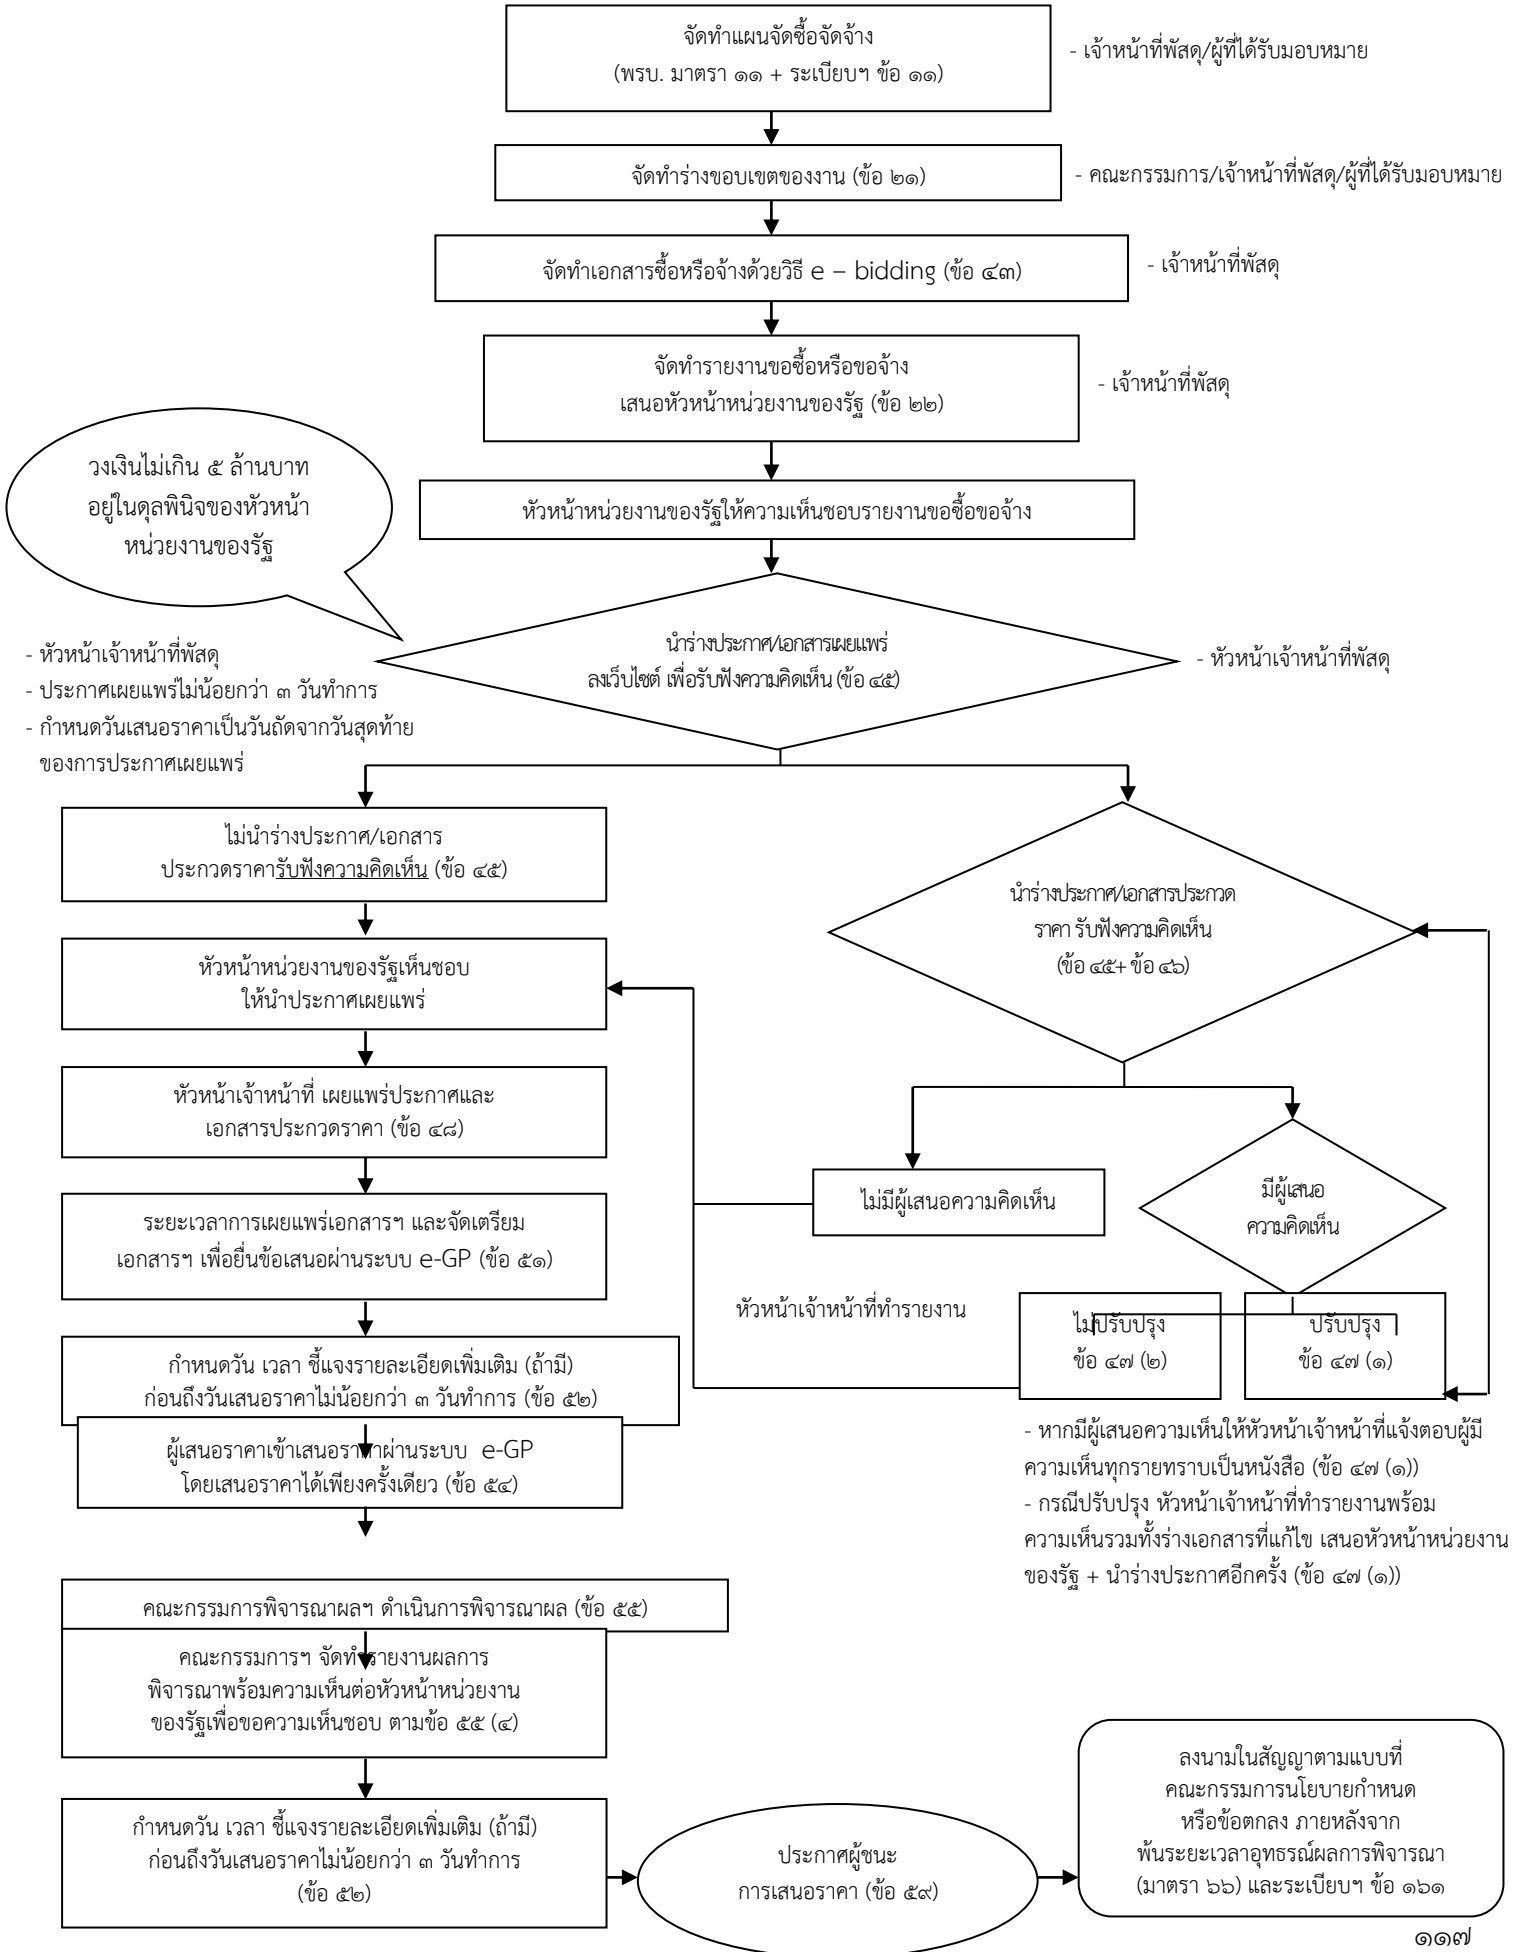 จัดทำแผนจัดซื้อจัดจ้าง
(พรบ. มาตรา ๑๑ + ระเบียบฯ ข้อ ๑๑)
- เจ้าหน้าที่พัสดุ/ผู้ที่ได้รับมอบหมาย
จัดทำร่างขอบเขตของงาน (ข้อ ๒๑)
- คณะกรรมการ/เจ้าหน้าที่พัสดุ/ผู้ที่ได้รับมอบหมาย
จัดทำเอกสารซื้อหรือจ้างด้วยวิธี e – bidding (ข้อ ๔๓)
- เจ้าหน้าที่พัสดุ
จัดทำรายงานขอซื้อหรือขอจ้าง
เสนอหัวหน้าหน่วยงานของรัฐ (ข้อ ๒๒)
- เจ้าหน้าที่พัสดุ
วงเงินไม่เกิน ๕ ล้านบาท
อยู่ในดุลพินิจของหัวหน้า
หน่วยงานของรัฐ
หัวหน้าหน่วยงานของรัฐให้ความเห็นชอบรายงานขอซื้อขอจ้าง
นำร่างประกาศ/เอกสารเผยแพร่
ลงเว็บไซต์ เพื่อรับฟังความคิดเห็น (ข้อ ๔๕)
- หัวหน้าเจ้าหน้าที่พัสดุ
- หัวหน้าเจ้าหน้าที่พัสดุ
- ประกาศเผยแพร่ไม่น้อยกว่า ๓ วันทำการ
- กำหนดวันเสนอราคาเป็นวันถัดจากวันสุดท้าย
ของการประกาศเผยแพร่
ไม่นำร่างประกาศ/เอกสาร
ประกวดราคารับฟังความคิดเห็น (ข้อ ๔๕)
นำร่างประกาศ/เอกสารประกวด
ราคา รับฟังความคิดเห็น
(ข้อ ๔๕+ ข้อ ๔๖)
หัวหน้าหน่วยงานของรัฐเห็นชอบ
ให้นำประกาศเผยแพร่
หัวหน้าเจ้าหน้าที่ เผยแพร่ประกาศและ
เอกสารประกวดราคา (ข้อ ๔๘)
ไม่มีผู้เสนอความคิดเห็น
มีผู้เสนอ
ความคิดเห็น
ระยะเวลาการเผยแพร่เอกสารฯ และจัดเตรียม
เอกสารฯ เพื่อยื่นข้อเสนอผ่านระบบ e-GP (ข้อ ๕๑)
หัวหน้าเจ้าหน้าที่ทำรายงาน
ไม่ปรับปรุง
ข้อ ๔๗ (๒)
ปรับปรุง
ข้อ ๔๗ (๑)
กำหนดวัน เวลา ชี้แจงรายละเอียดเพิ่มเติม (ถ้ามี)
ก่อนถึงวันเสนอราคาไม่น้อยกว่า ๓ วันทำการ (ข้อ ๕๒)
ผู้เสนอราคาเข้าเสนอราคาผ่านระบบ e-GP
โดยเสนอราคาได้เพียงครั้งเดียว (ข้อ ๕๔)
- หากมีผู้เสนอความเห็นให้หัวหน้าเจ้าหน้าที่แจ้งตอบผู้มี
ความเห็นทุกรายทราบเป็นหนังสือ (ข้อ ๔๗ (๑))
- กรณีปรับปรุง หัวหน้าเจ้าหน้าที่ทำรายงานพร้อม
ความเห็นรวมทั้งร่างเอกสารที่แก้ไข เสนอหัวหน้าหน่วยงาน
ของรัฐ + นำร่างประกาศอีกครั้ง (ข้อ ๔๗ (๑))
คณะกรรมการพิจารณาผลฯ ดำเนินการพิจารณาผล (ข้อ ๕๕)
คณะกรรมการฯ จัดทำรายงานผลการ
พิจารณาพร้อมความเห็นต่อหัวหน้าหน่วยงาน
ของรัฐเพื่อขอความเห็นชอบ ตามข้อ ๕๕ (๔)
กำหนดวัน เวลา ชี้แจงรายละเอียดเพิ่มเติม (ถ้ามี)
ก่อนถึงวันเสนอราคาไม่น้อยกว่า ๓ วันทำการ
(ข้อ ๕๒)
ประกาศผู้ชนะ
การเสนอราคา (ข้อ ๕๙)
ลงนามในสัญญาตามแบบที่
คณะกรรมการนโยบายกำหนด
หรือข้อตกลง ภายหลังจาก
พ้นระยะเวลาอุทธรณ์ผลการพิจารณา
(มาตรา ๖๖) และระเบียบฯ ข้อ ๑๖๑
๑๑๗